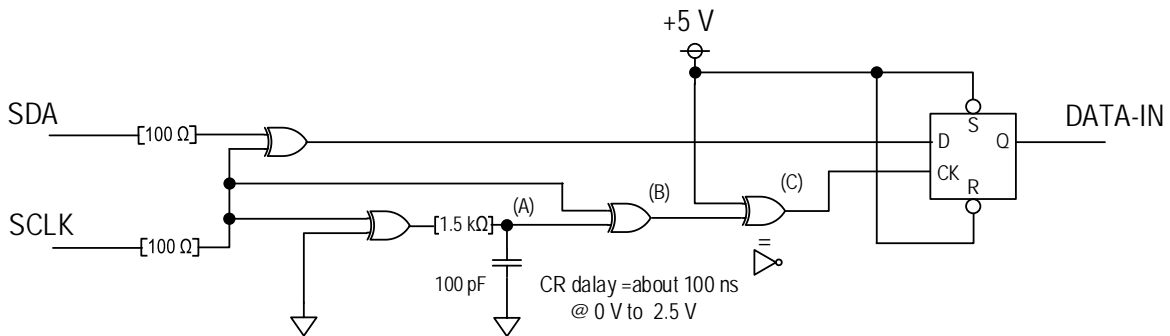 +5 V
SDA
[100 Ω]
S
DATA-IN
D
Q
(B)
(C)
CK
SCLK
(A)
R
[100 Ω]
[1.5 kΩ]
=
100 pF
CR dalay =about 100 ns
@ 0 V to 2.5 V